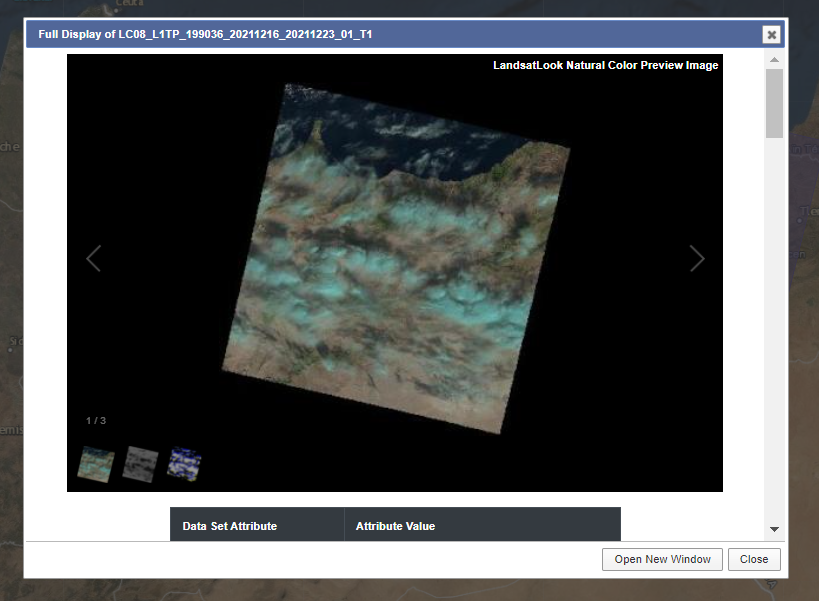 Ceuta
Full Display of LC08_L1TP_199036_20211216_20211223_01_T1
LandsatLook Natural Color Preview Image
1 / 3
Data Set Attribute
Attribute Value
Open New Window
Close